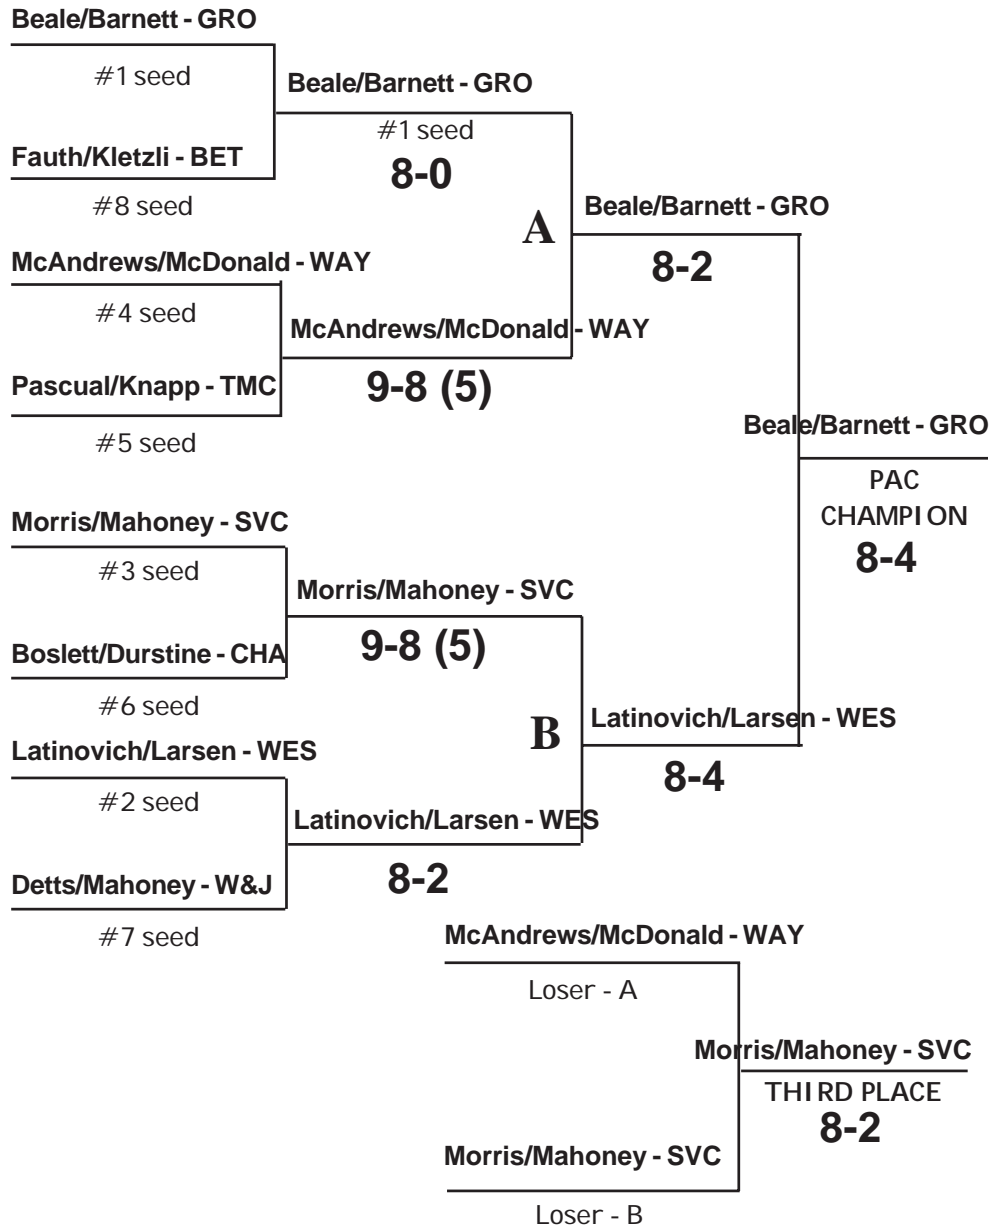 Beale/Barnett - GRO
#1 seed
Beale/Barnett - GRO
#1 seed
8-0
Fauth/Kletzli - BET
#8 seed
A
Beale/Barnett - GRO
8-2
McAndrews/McDonald - WAY
#4 seed
McAndrews/McDonald - WAY
9-8 (5)
Pascual/Knapp - TMC
#5 seed
Beale/Barnett - GRO
PAC
CHAMPION
8-4
Morris/Mahoney - SVC
#3 seed
Morris/Mahoney - SVC
9-8 (5)
Boslett/Durstine - CHA
#6 seed
B
Latinovich/Larsen - WES
8-4
Latinovich/Larsen - WES
#2 seed
Latinovich/Larsen - WES
8-2
Detts/Mahoney - W&J
#7 seed
McAndrews/McDonald - WAY
Loser - A
Morris/Mahoney - SVC
THIRD PLACE
8-2
Morris/Mahoney - SVC
Loser - B